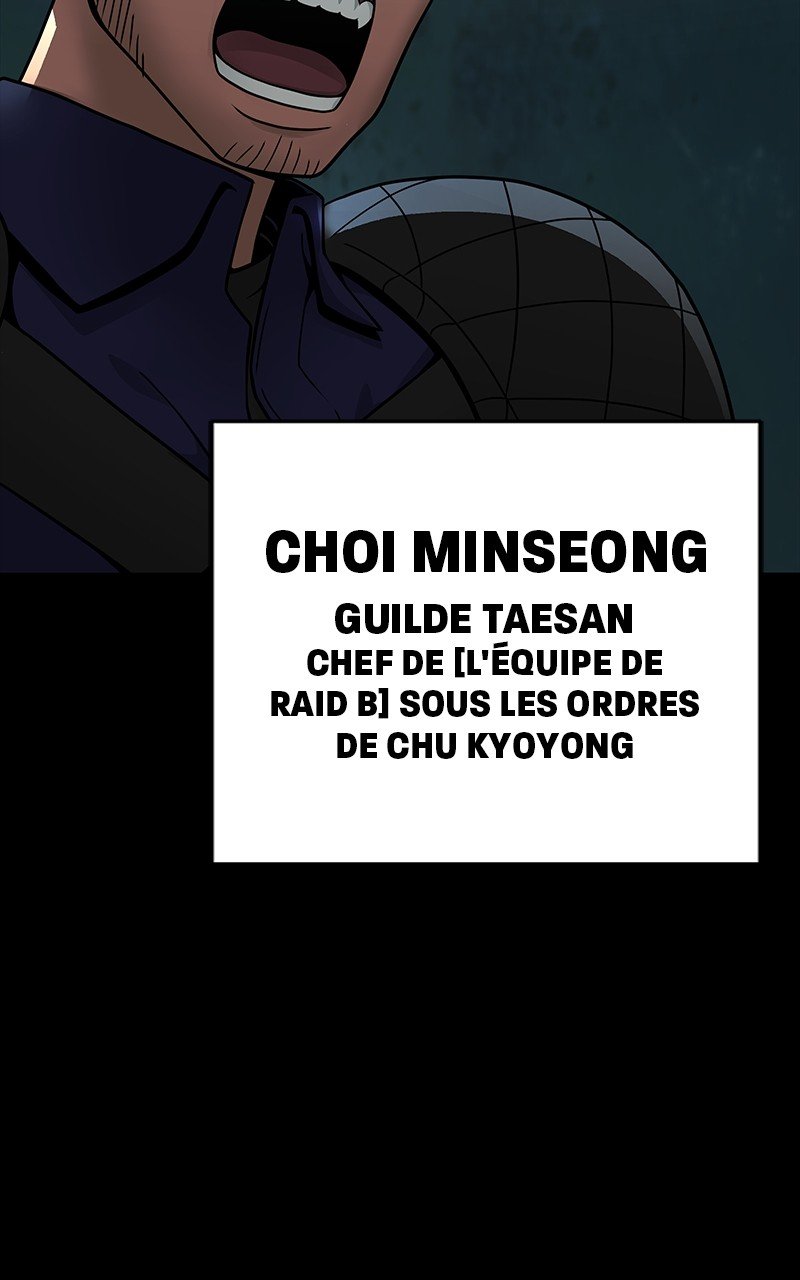 CHOI MINSEONG
GUILDE TAESAN
CHEF DE [L'ÉQUIPE DE
RAID B] SOUS LES ORDRES
DE CHU KYOYONG